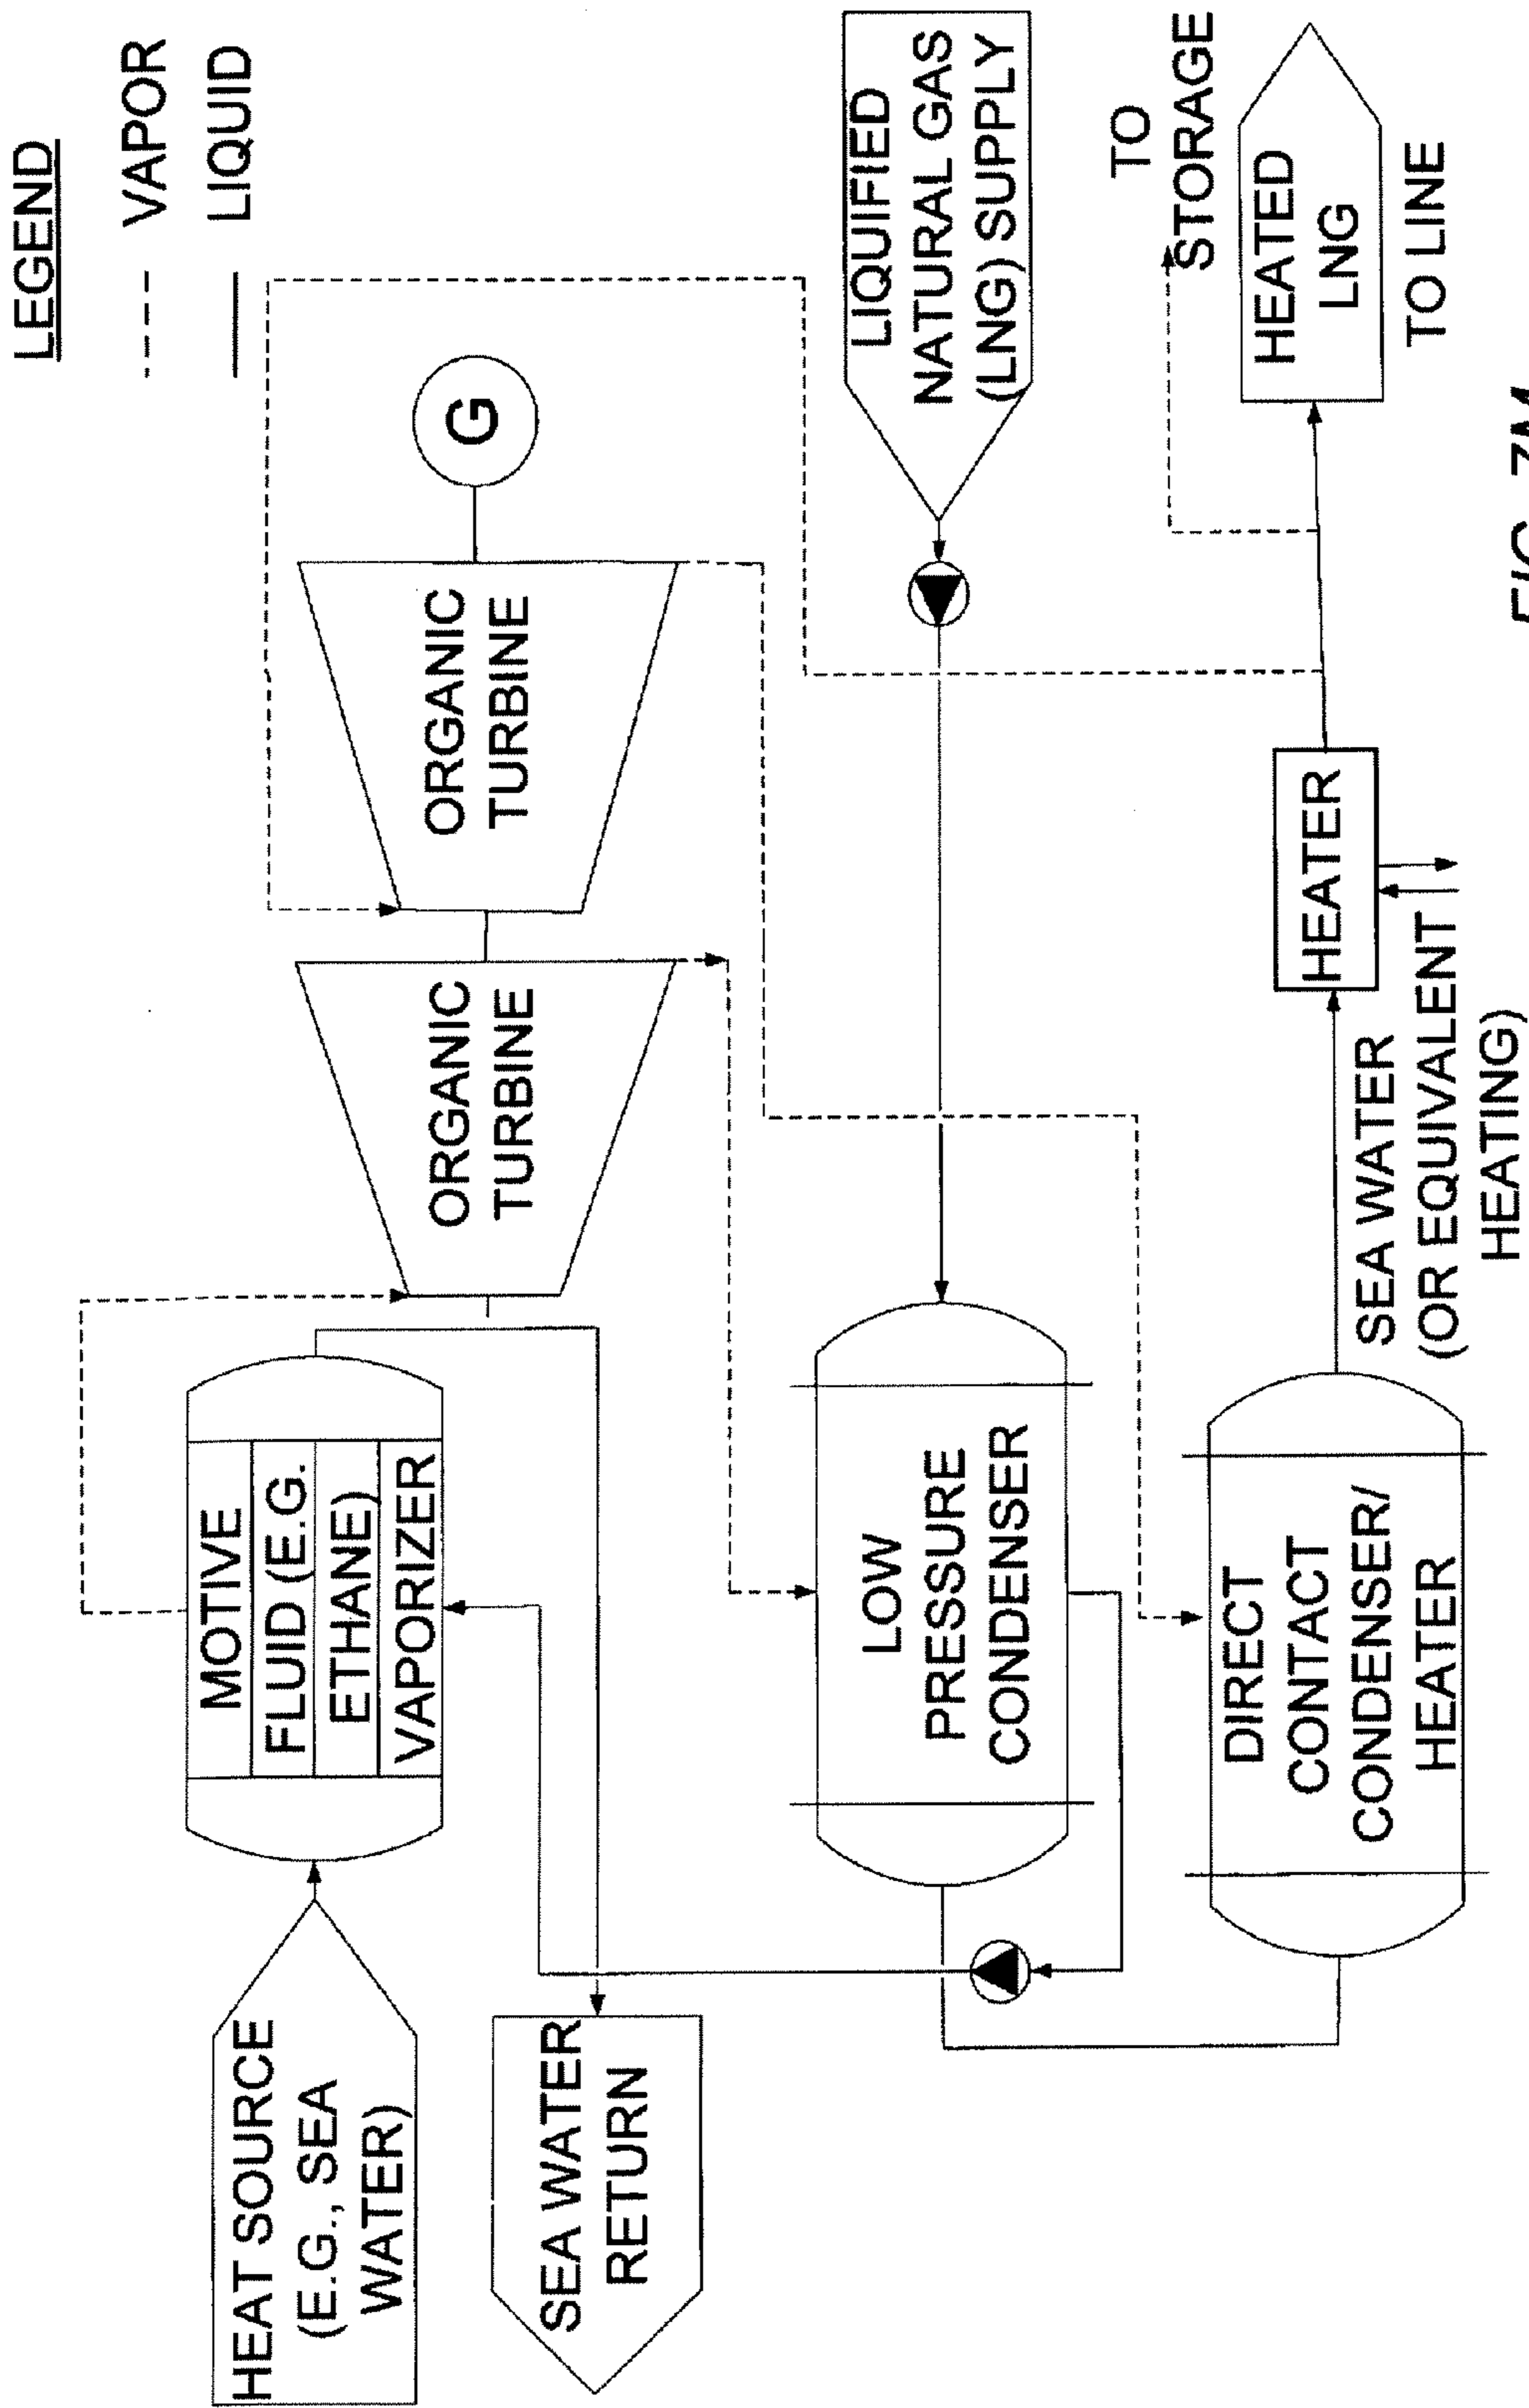 LEGEND
VAPOR
LIQUID
HEAT SOURCE
(E.G., SEA
WATER)
MOTIVE
FLUID (E.G.
ETHANE)
VAPORIZER
ORGANIC
TURBINE
ORGANIC
TURBINE
G
SEA WATER
RETURN
LOW
PRESSURE
CONDENSER
LIQUIFIED
NATURAL GAS
(LNG) SUPPLY
DIRECT
CONTACT
CONDENSER/
HEATER
HEATER
SEA WATER
(OR EQUIVALENT
HEATING)
TO
STORAGE
HEATED
LNG
TO LINE